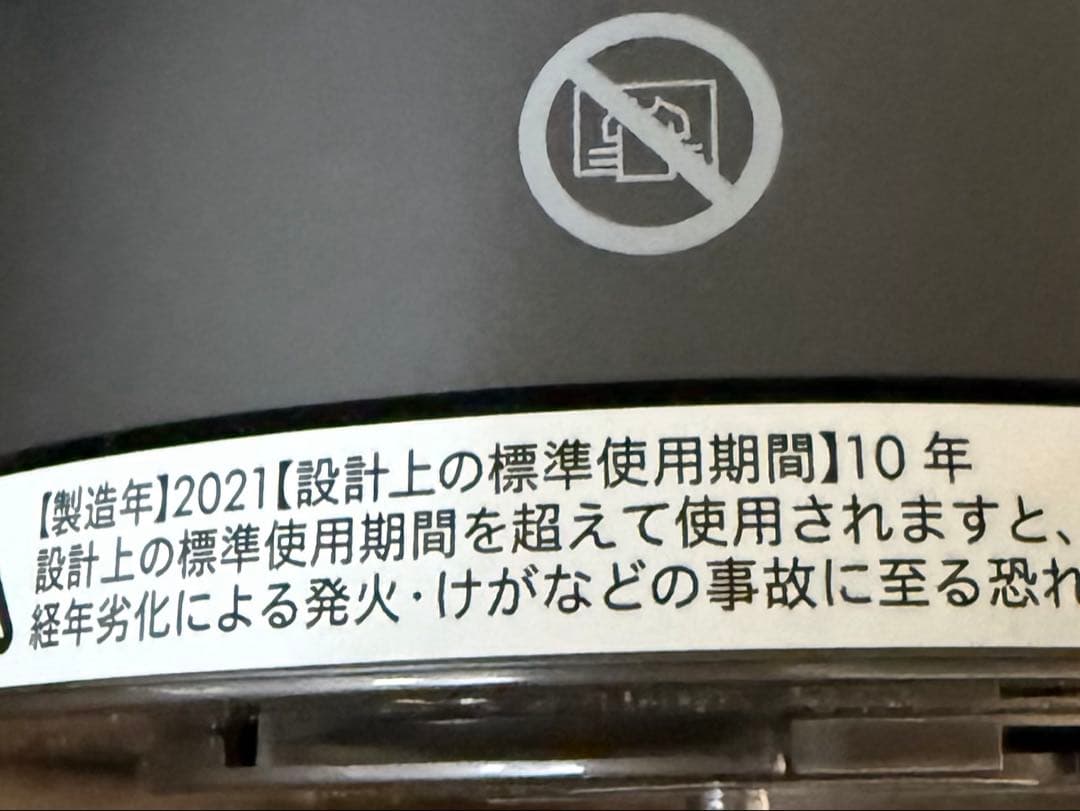 【製造年】2021【設計上の標準使用期間】10 年
設計上の標準使用期間を超えて使用されますと、
経年劣化による発火・けがなどの事故に至る恐れ